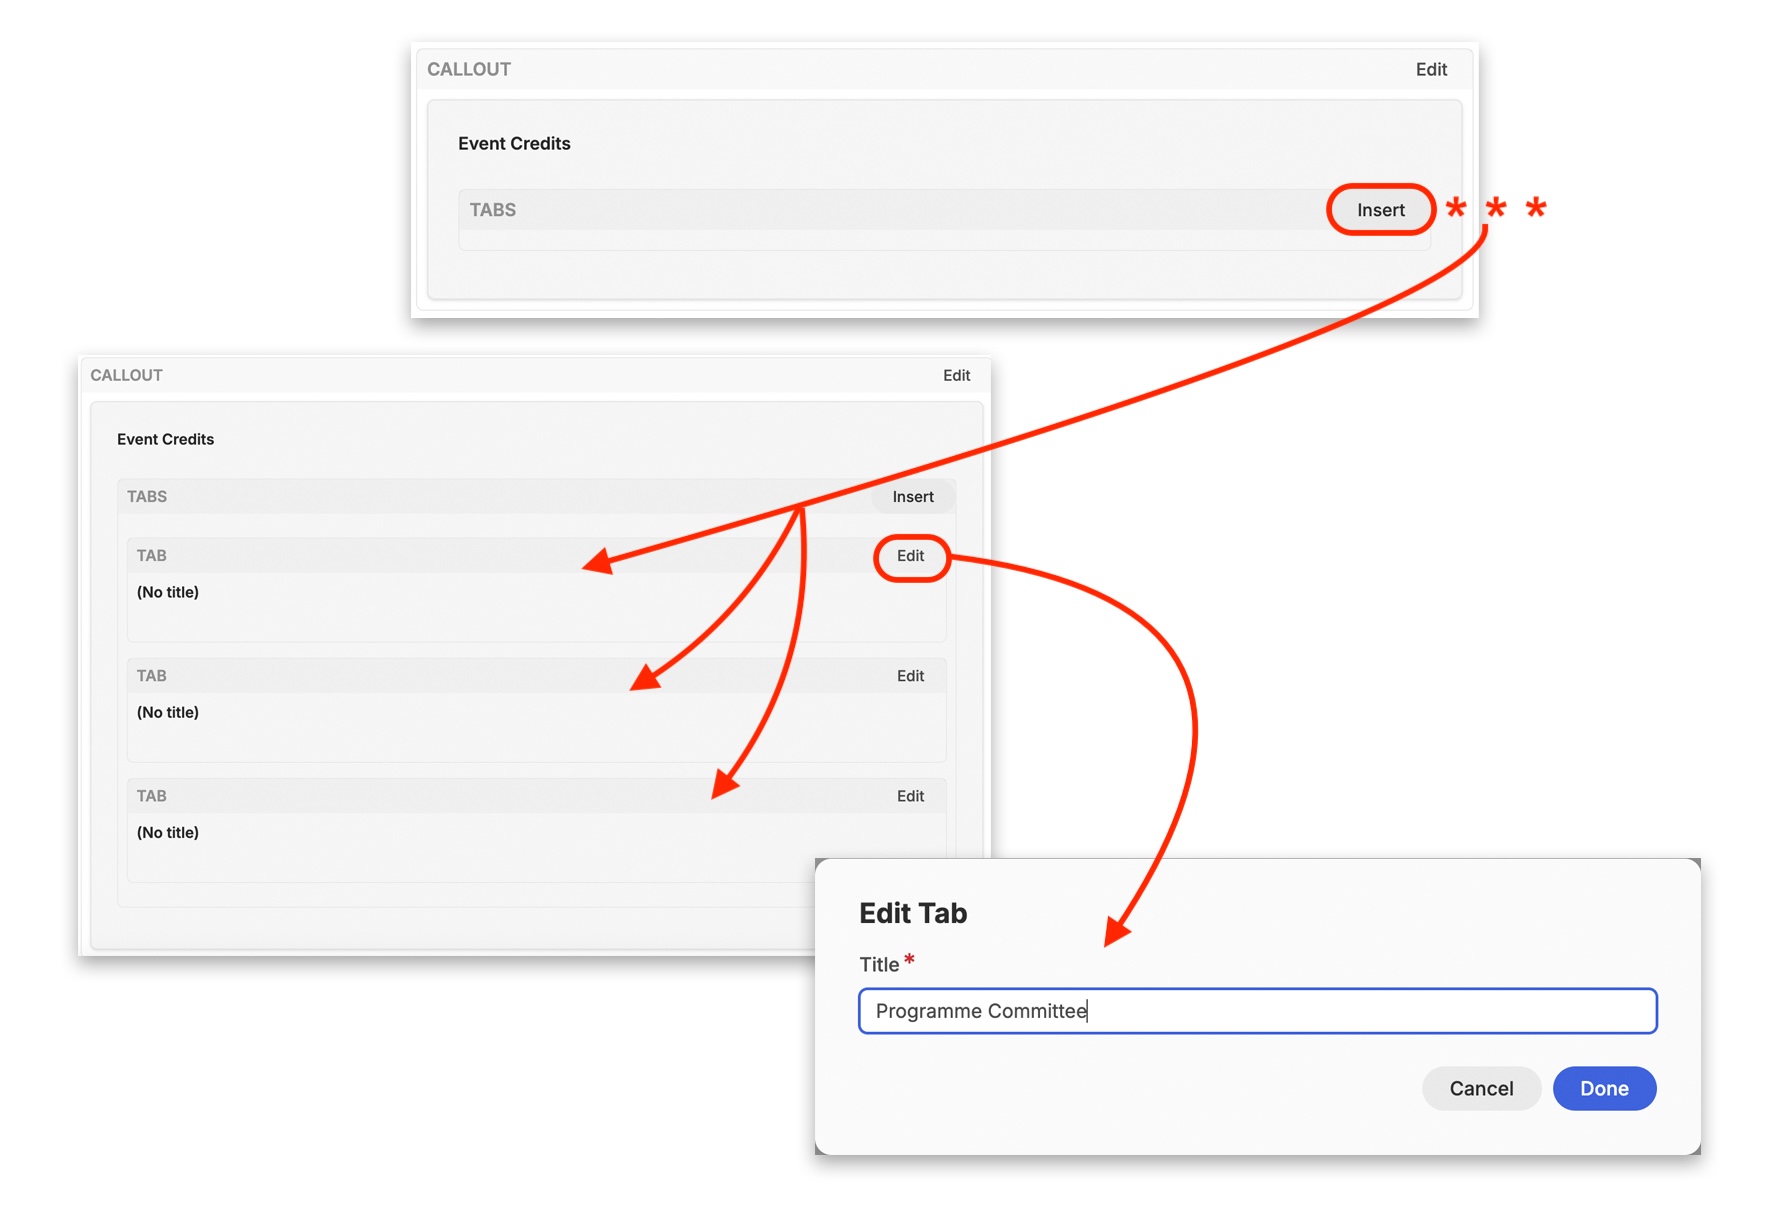 CALLOUT Edit
Event Credits
TABS Insert * * *
CALLOUT Edit
Event Credits
TABS Insert
TAB Edit
(No title)
TAB Edit
(No title)
TAB Edit
(No title)
Edit Tab
Title *
Programme Committee
Cancel Done